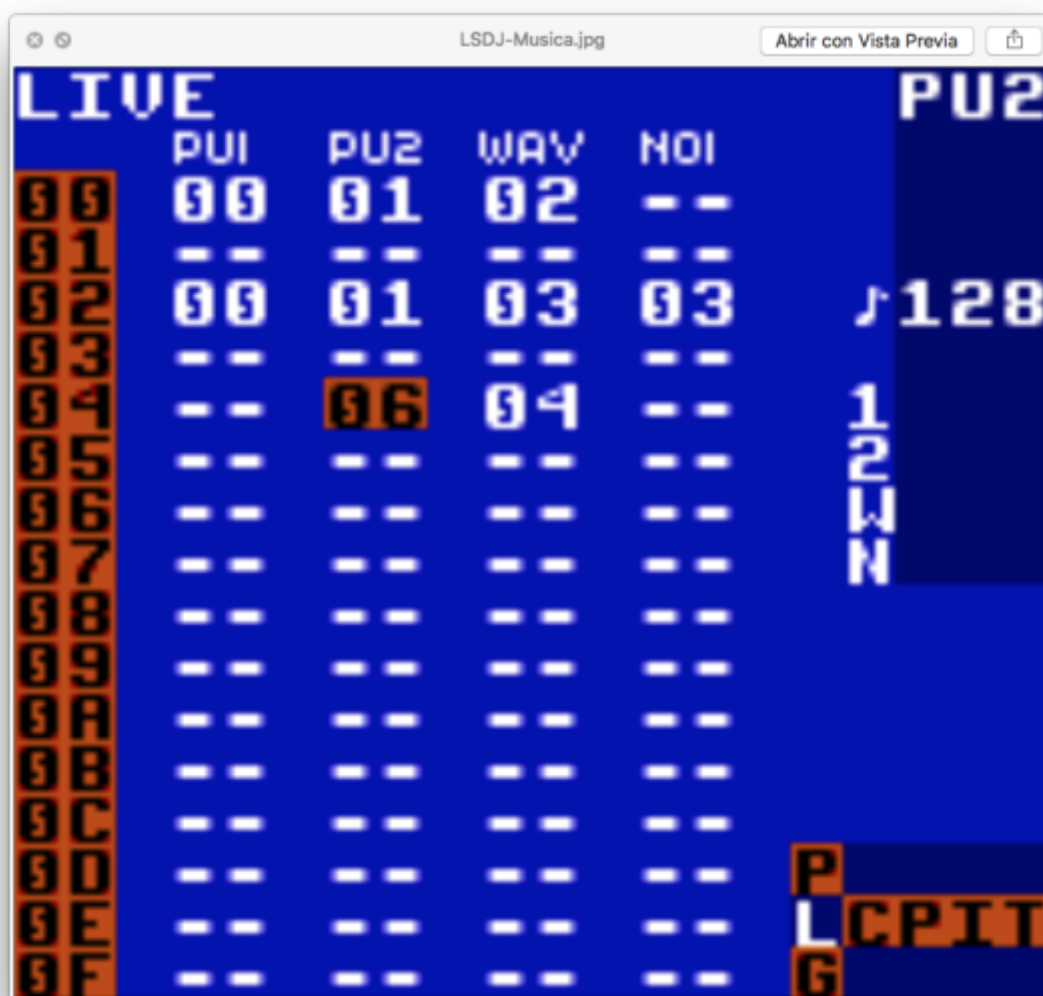 LSDJ-Musica.jpg Abrir con Vista Previa
LIVE PU2
PU1 PU2 WAV NOI
00 00 01 02 --
01 -- -- -- --
02 00 01 03 03 ♪128
03 -- -- -- --
04 -- 06 04 -- 1
05 -- -- -- -- 2
06 -- -- -- -- W
07 -- -- -- -- N
08 -- -- -- --
09 -- -- -- --
0A -- -- -- --
0B -- -- -- --
0C -- -- -- --
0D -- -- -- -- P
0E -- -- -- -- LCPIT
0F -- -- -- -- G